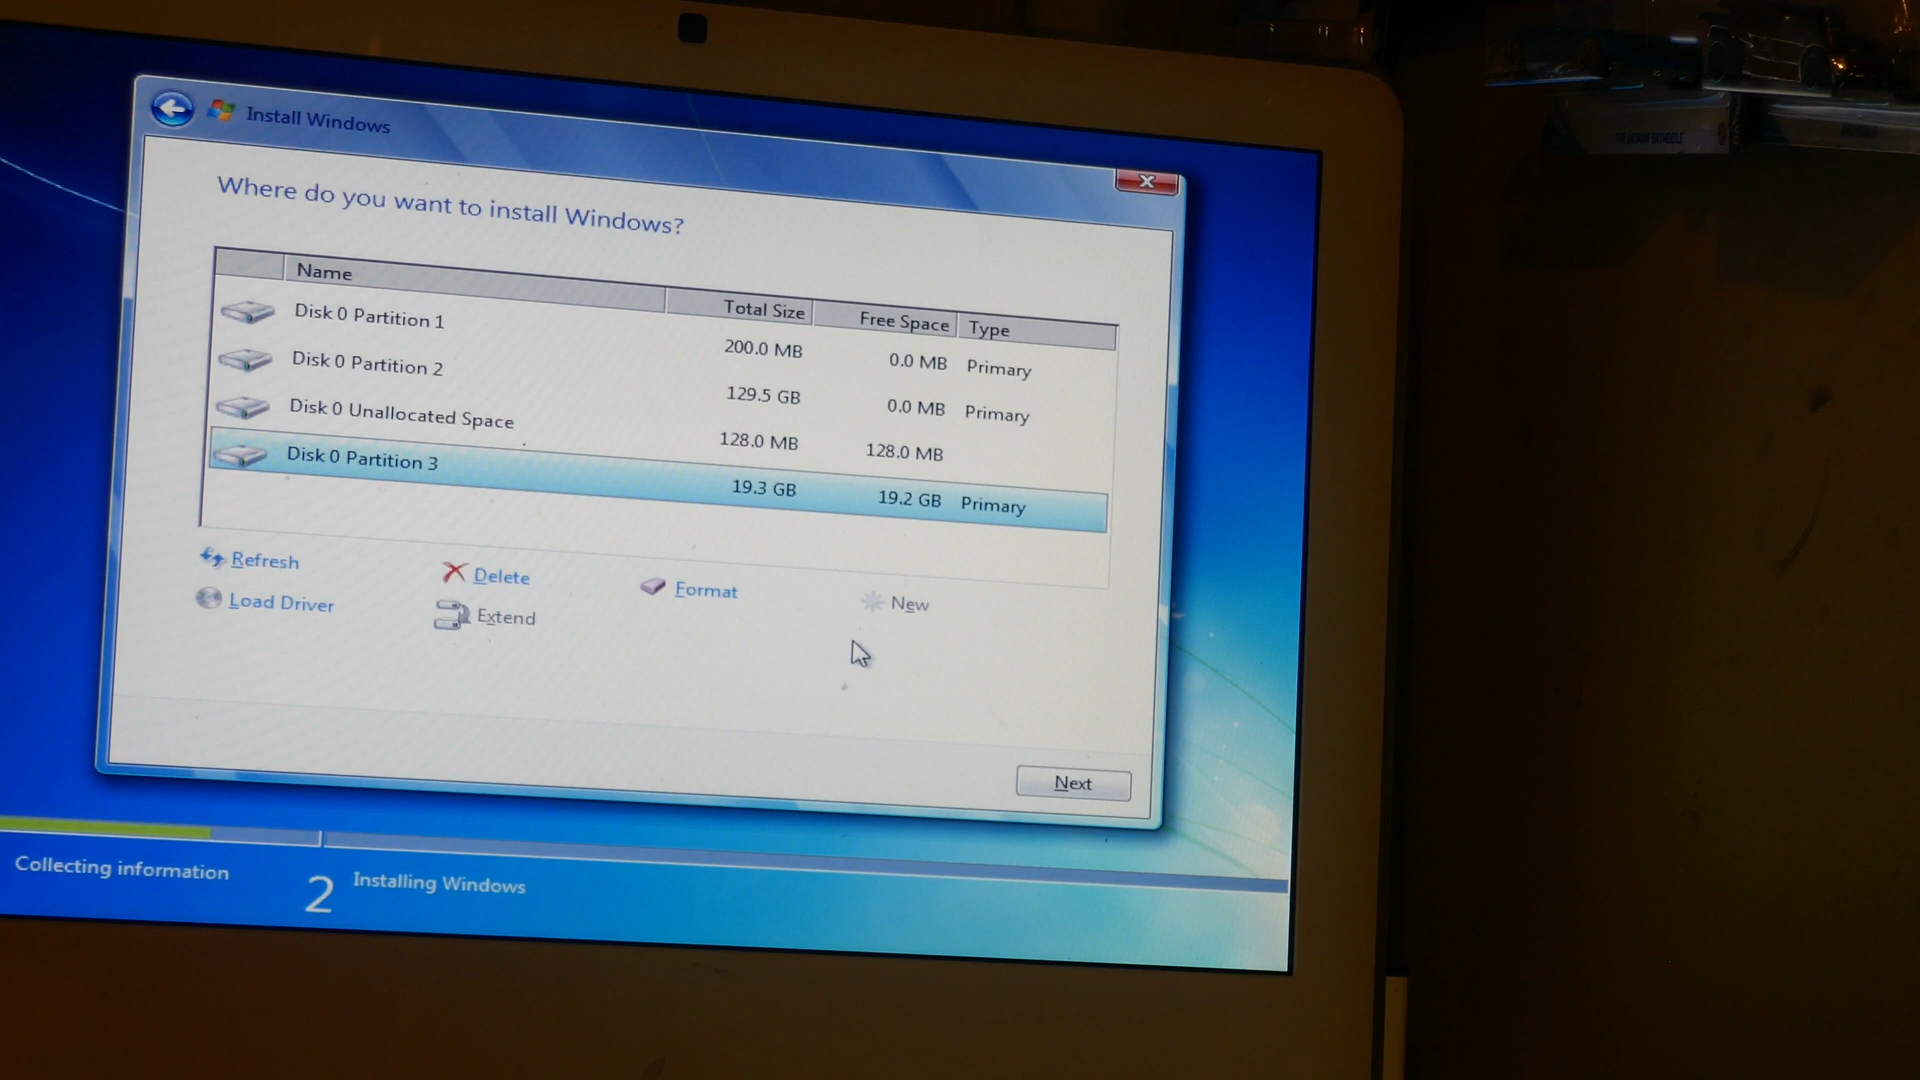 Install Windows
Where do you want to install Windows?
Name Total Size Free Space Type
Disk 0 Partition 1 200.0 MB 0.0 MB Primary
Disk 0 Partition 2 129.5 GB 0.0 MB Primary
Disk 0 Unallocated Space 128.0 MB 128.0 MB
Disk 0 Partition 3 19.3 GB 19.2 GB Primary
Refresh Delete Format New
Load Driver Extend
Next
Collecting information 2 Installing Windows